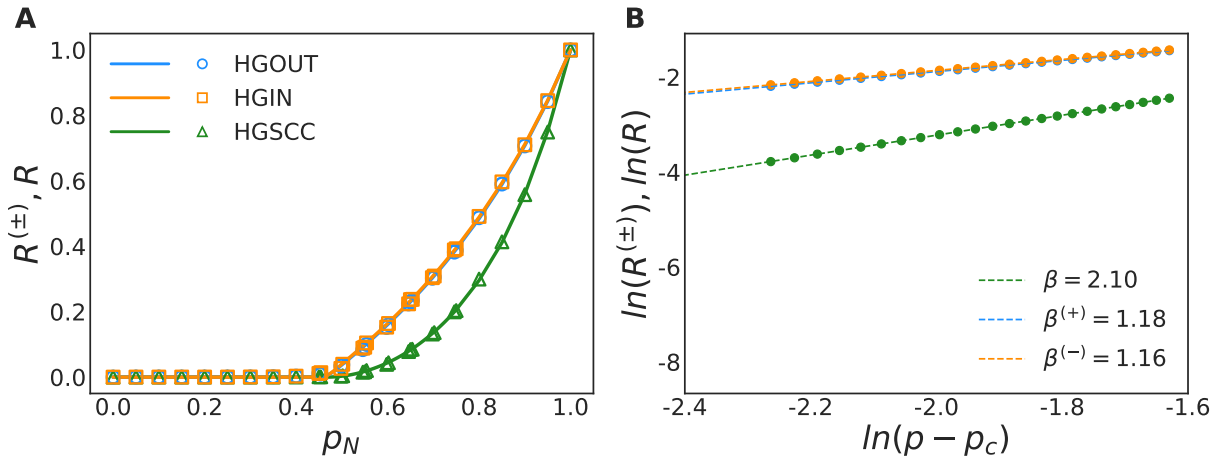 A
1.0
0.8
0.6
0.4
0.2
0.0
R^(±), R
HGOUT
HGIN
HGSCC
0.0 0.2 0.4 0.6 0.8 1.0
p_N
B
-2
-4
-6
-8
ln(R^(±)), ln(R)
β = 2.10
β^(+) = 1.18
β^(−) = 1.16
-2.4 -2.2 -2.0 -1.8 -1.6
ln(p − p_c)